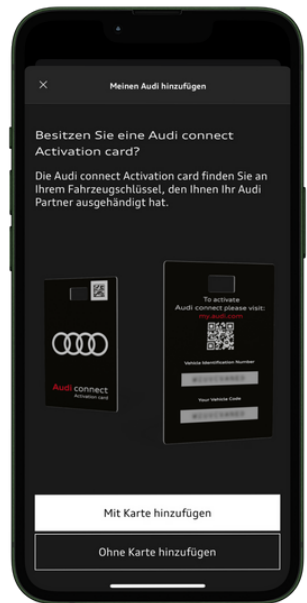 Meinen Audi hinzufügen
Besitzen Sie eine Audi connect
Activation card?
Die Audi connect Activation card finden Sie an
Ihrem Fahrzeugschlüssel, den Ihnen Ihr Audi
Partner ausgehändigt hat.
Audi connect
Activation card
To activate
Audi connect please visit:
my.audi.com
Vehicle Identification Number
Your Vehicle Code
Mit Karte hinzufügen
Ohne Karte hinzufügen